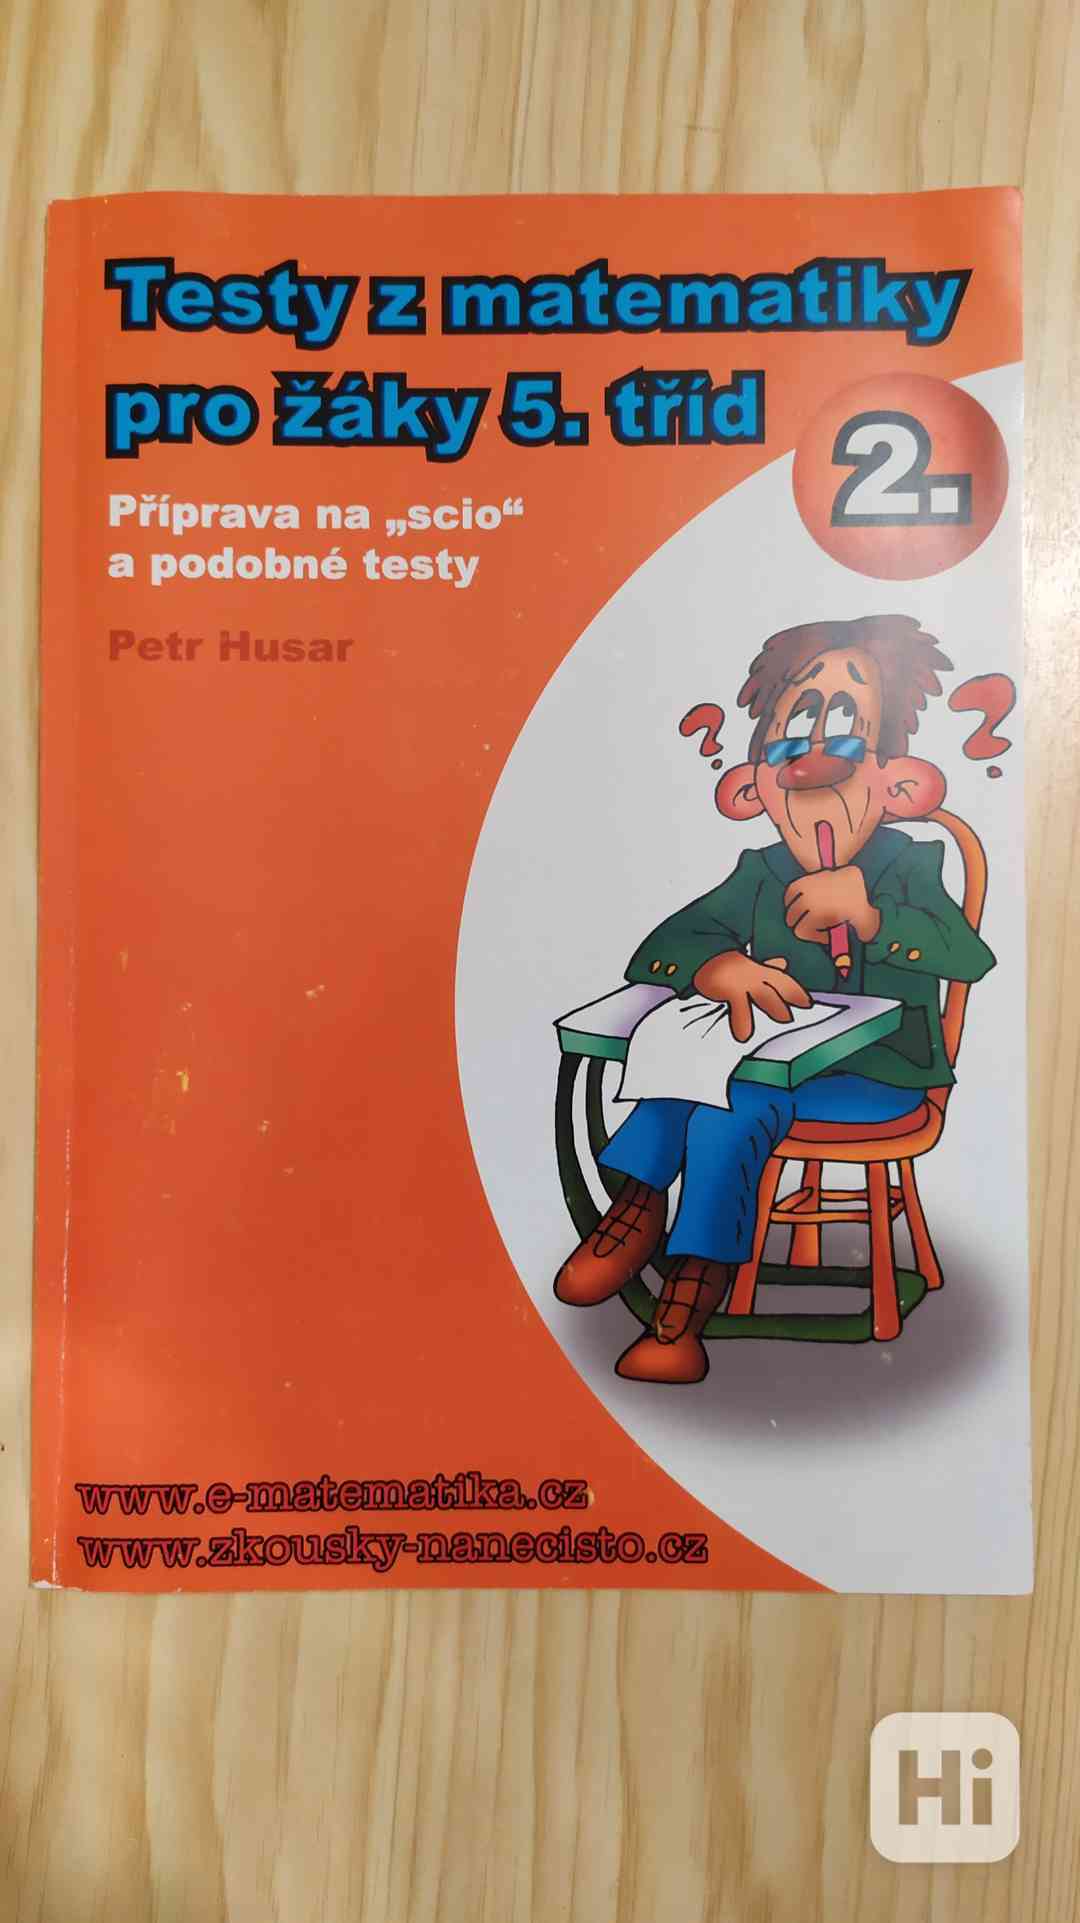 Testy z matematiky
pro žáky 5. tříd
2.
Příprava na „scio“
a podobné testy
Petr Husar
? ?
www.e-matematika.cz
www.zkousky-nanecisto.cz
Hi